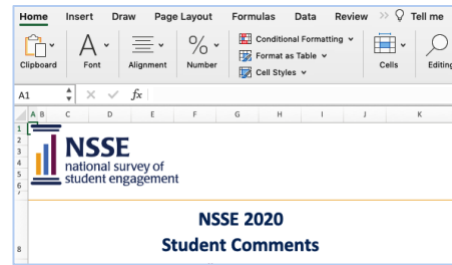 Home Insert Draw Page Layout Formulas Data Review >> Tell me
Clipboard Font Alignment Number Conditional Formatting Format as Table Cell Styles Cells Editing
A1 fx
A B C D E F G H I J K
1
2
3
4
5
6
7
NSSE
national survey of
student engagement
NSSE 2020
8 Student Comments